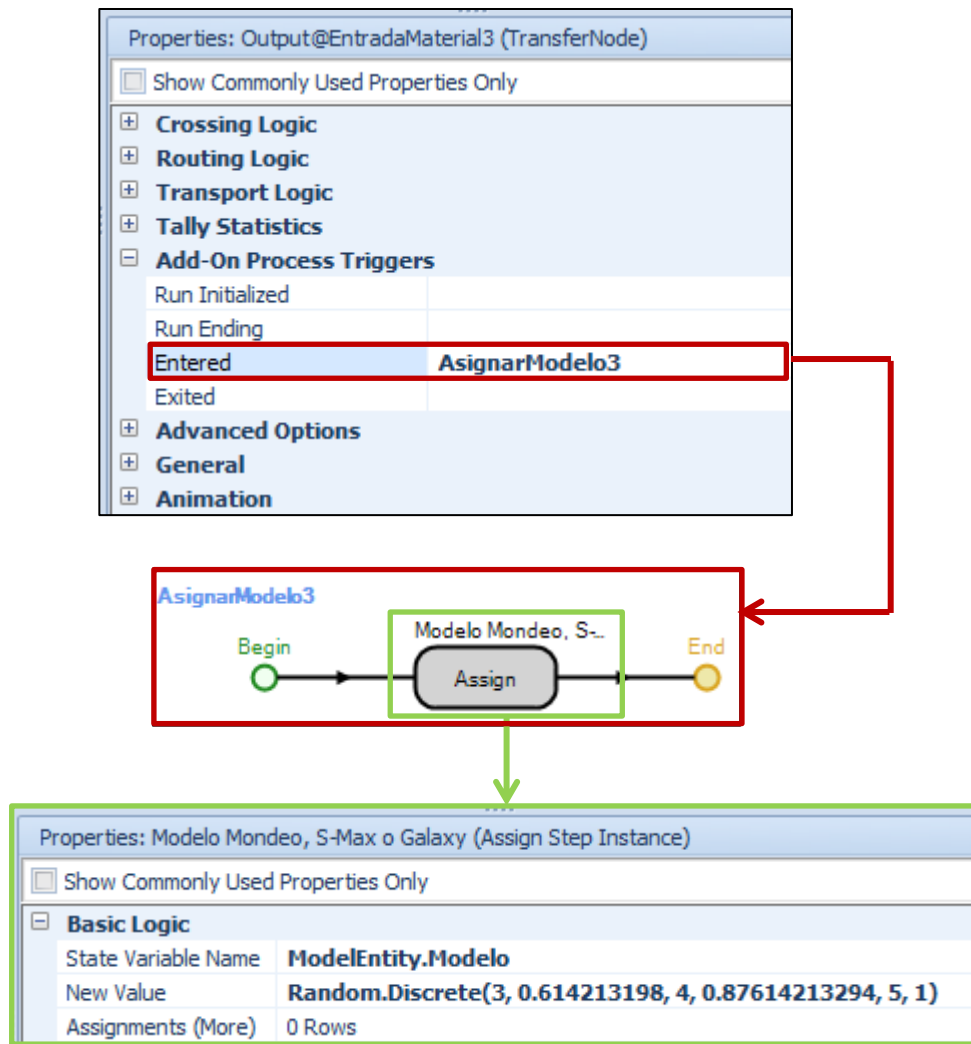 Properties: Output@EntradaMaterial3 (TransferNode)
Show Commonly Used Properties Only
Crossing Logic
Routing Logic
Transport Logic
Tally Statistics
Add-On Process Triggers
Run Initialized
Run Ending
Entered AsignarModelo3
Exited
Advanced Options
General
Animation
AsignarModelo3
Begin Modelo Mondeo, S-... End
Assign
Properties: Modelo Mondeo, S-Max o Galaxy (Assign Step Instance)
Show Commonly Used Properties Only
Basic Logic
State Variable Name ModelEntity.Modelo
New Value Random.Discrete(3, 0.614213198, 4, 0.87614213294, 5, 1)
Assignments (More) 0 Rows